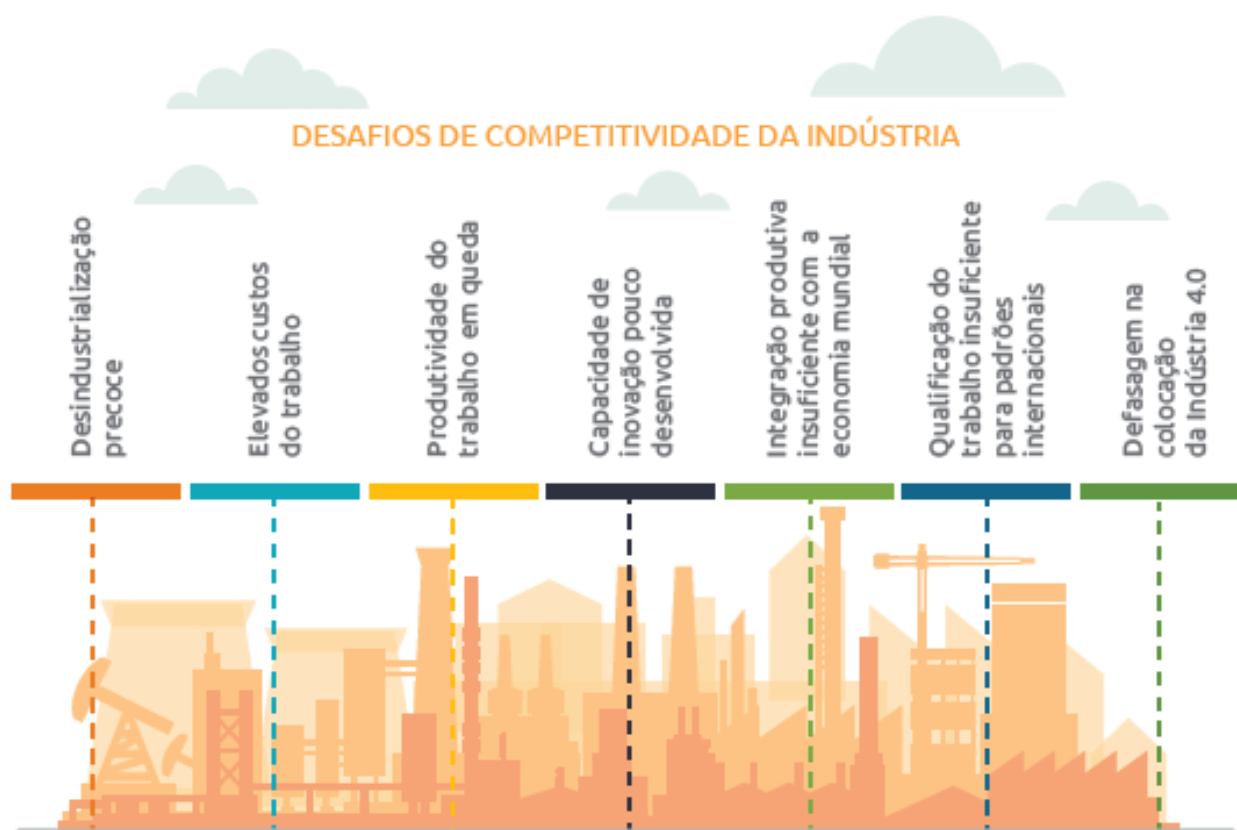 DESAFIOS DE COMPETITIVIDADE DA INDÚSTRIA
Desindustrialização
precoce
Elevados custos
do trabalho
Produtividade do
trabalho em queda
Capacidade de
inovação pouco
desenvolvida
Integração produtiva
insuficiente com a
economia mundial
Qualificação do
trabalho insuficiente
para padrões
internacionais
Defasagem na
colocação
da Indústria 4.0